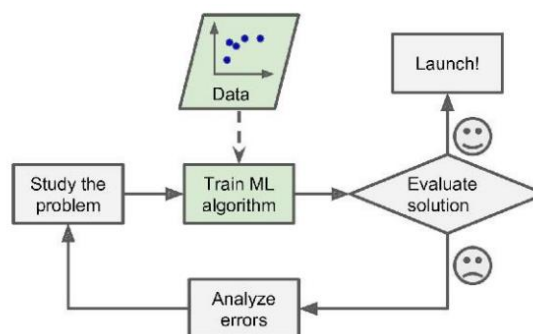 Data
Launch!
Study the
problem
Train ML
algorithm
Evaluate
solution
Analyze
errors